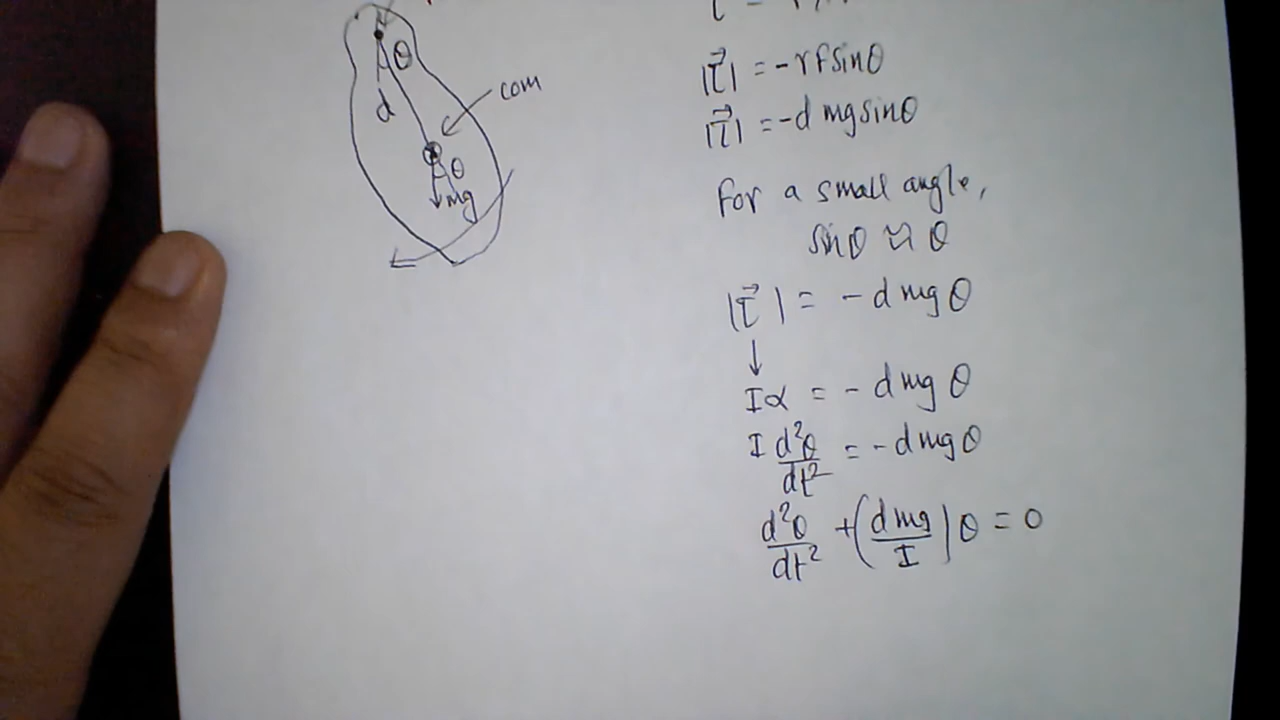 θ
d
com
θ
mg
|τ⃗| = -rFsinθ
|τ⃗| = -d mgsinθ
For a small angle,
sinθ ≈ θ
|τ⃗| = - d mg θ
↓
Iα = - d mg θ
I d²θ/dt² = - d mg θ
d²θ/dt² + (d mg/I) θ = 0